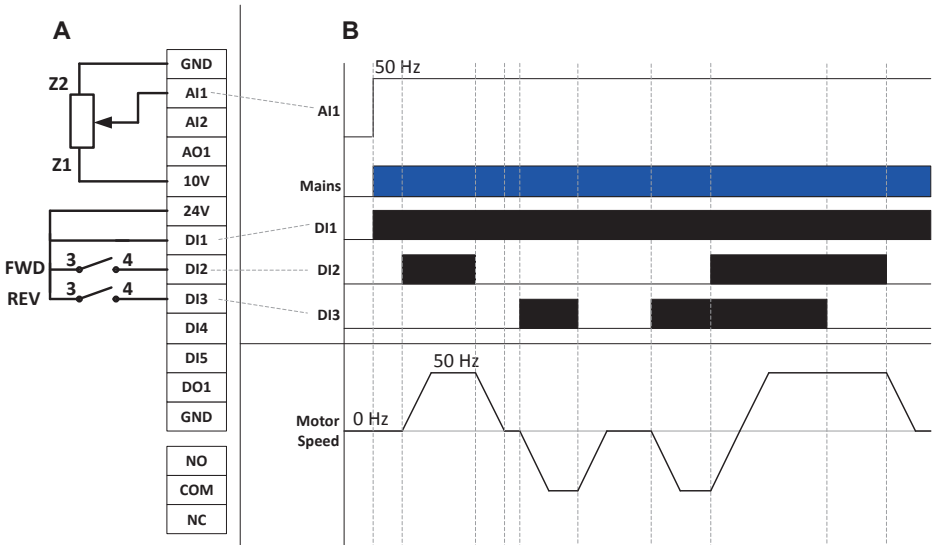 A
B
GND
AI1
AI2
AO1
10V
24V
DI1
DI2
DI3
DI4
DI5
DO1
GND
NO
COM
NC
Z2
Z1
FWD 3 4
REV 3 4
50 Hz
AI1
Mains
DI1
DI2
DI3
50 Hz
0 Hz
Motor
Speed